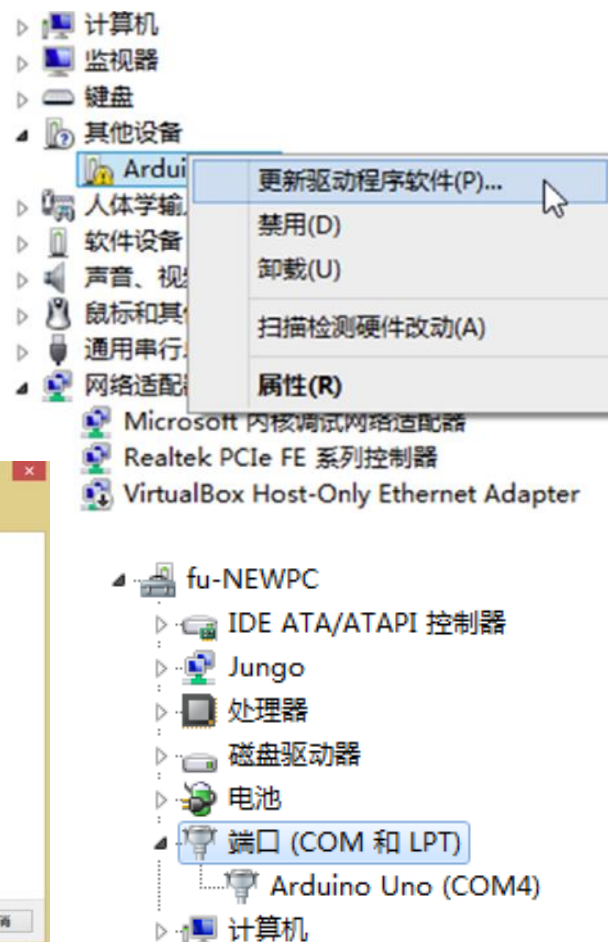 计算机
监视器
键盘
其他设备
Ardui
更新驱动程序软件(P)...
人体学输
禁用(D)
软件设备
卸载(U)
声音、视
鼠标和其
扫描检测硬件改动(A)
通用串行
网络适配
属性(R)
Microsoft 内核调试网络适配器
Realtek PCIe FE 系列控制器
VirtualBox Host-Only Ethernet Adapter
fu-NEWPC
IDE ATA/ATAPI 控制器
Jungo
处理器
磁盘驱动器
电池
端口 (COM 和 LPT)
Arduino Uno (COM4)
计算机